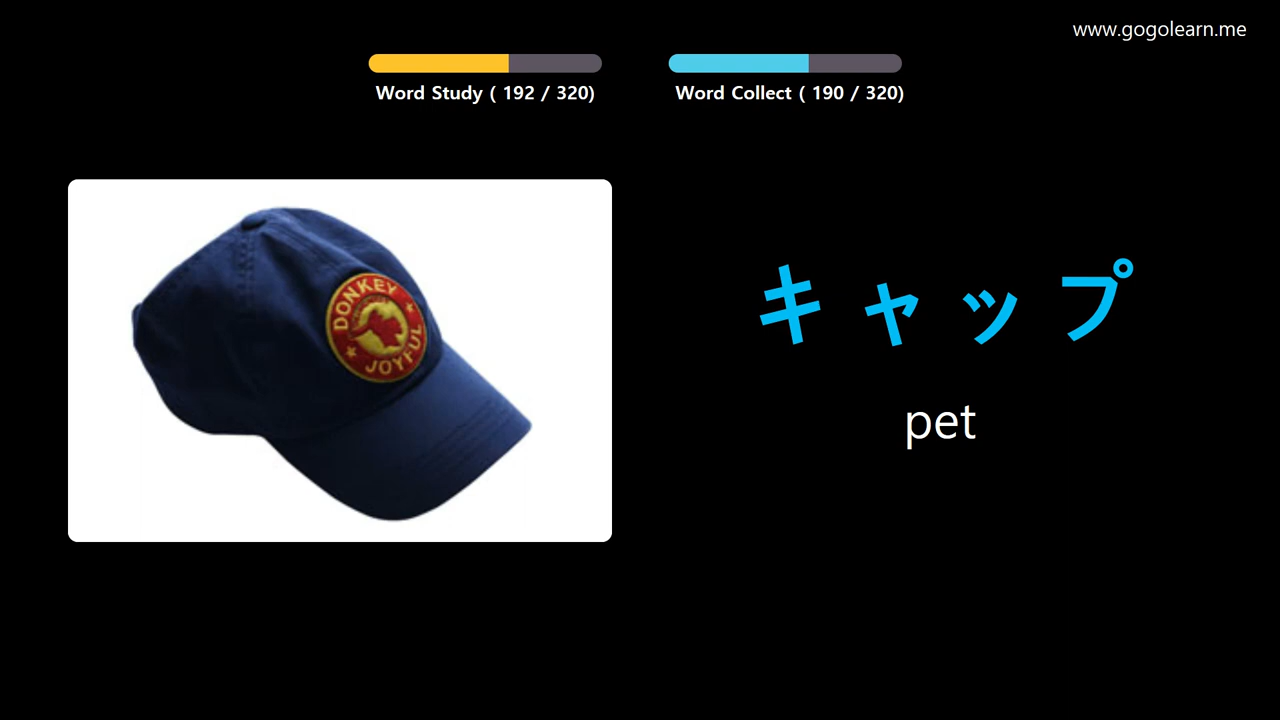 www.gogolearn.me
Word Study ( 192 / 320)
Word Collect ( 190 / 320)
DONKEY
JOYFUL
キャップ
pet